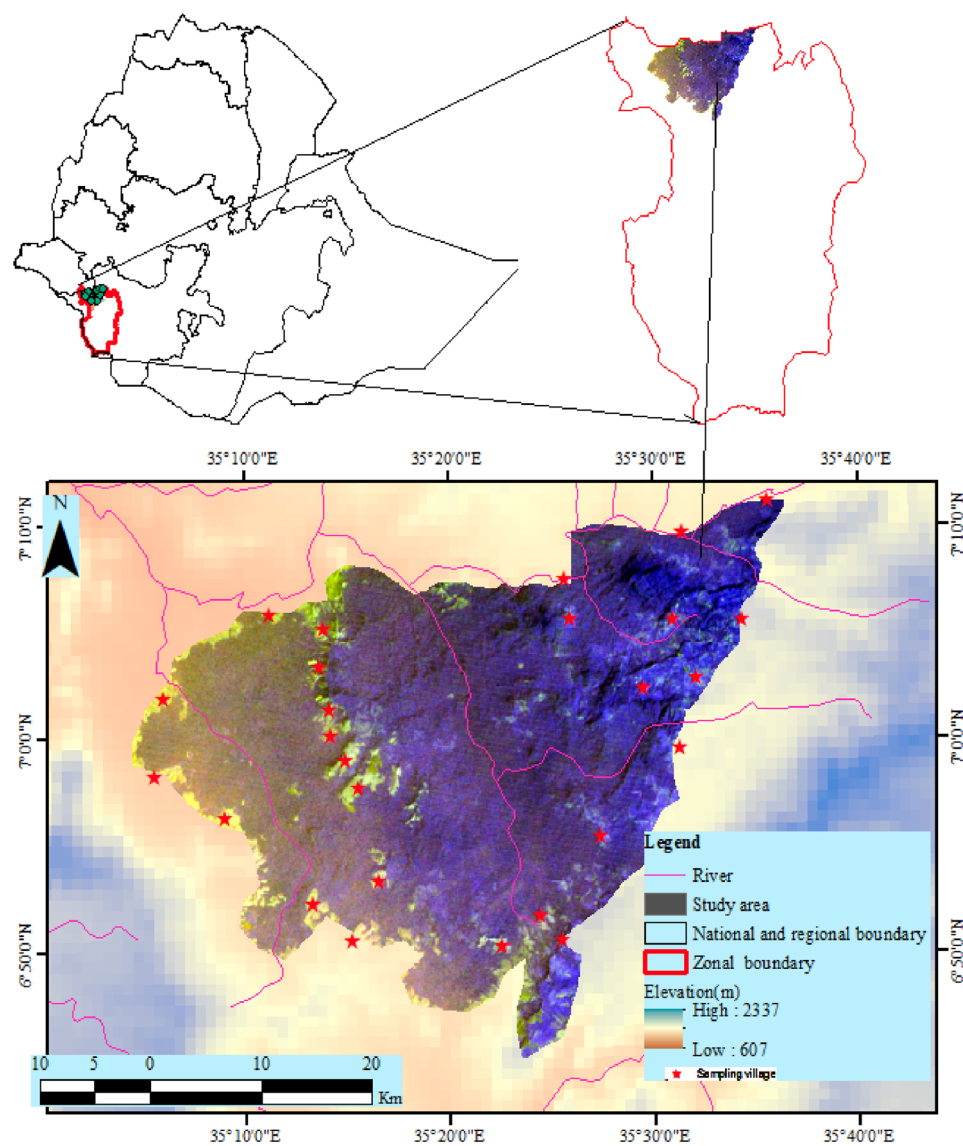 35°10'0"E 35°20'0"E 35°30'0"E 35°40'0"E
N
7°10'0"N 7°10'0"N
7°0'0"N 7°0'0"N
Legend
River
Study area
National and regional boundary
Zonal boundary
6°50'0"N 6°50'0"N
Elevation(m)
High : 2337
Low : 607
Sampling village
10 5 0 10 20
Km
35°10'0"E 35°20'0"E 35°30'0"E 35°40'0"E